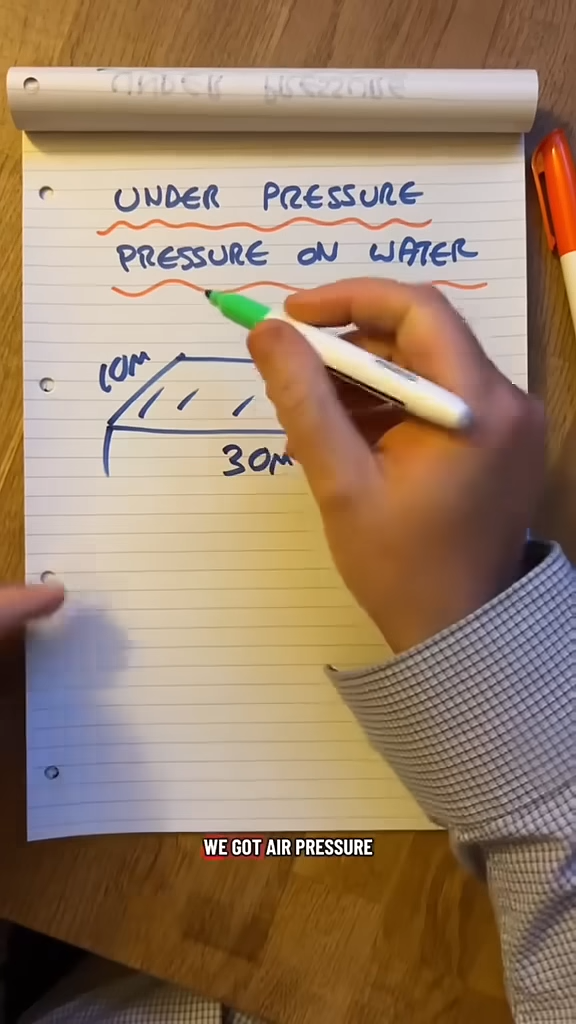 UNDER PRESSURE
PRESSURE ON WATER
10M
30M
WE GOT AIR PRESSURE